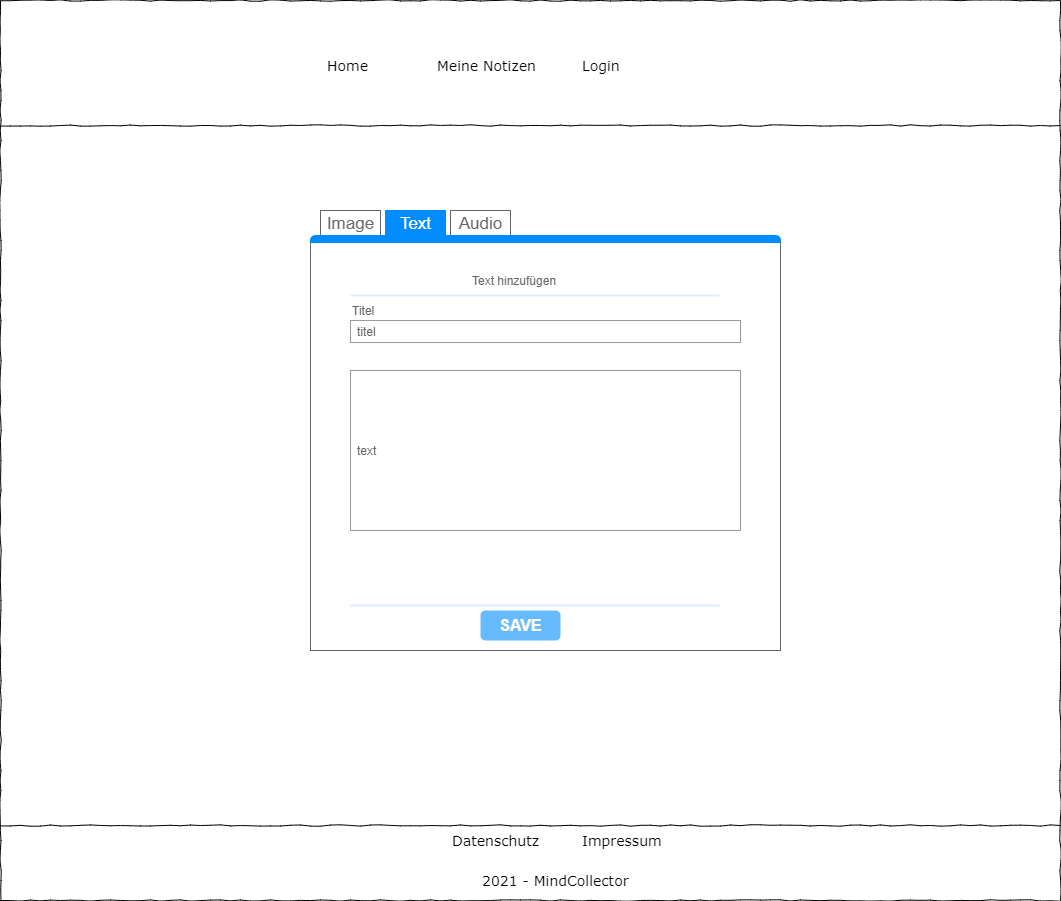 Home Meine Notizen Login
Image Text Audio
Text hinzufügen
Titel
titel
text
SAVE
Datenschutz Impressum
2021 - MindCollector